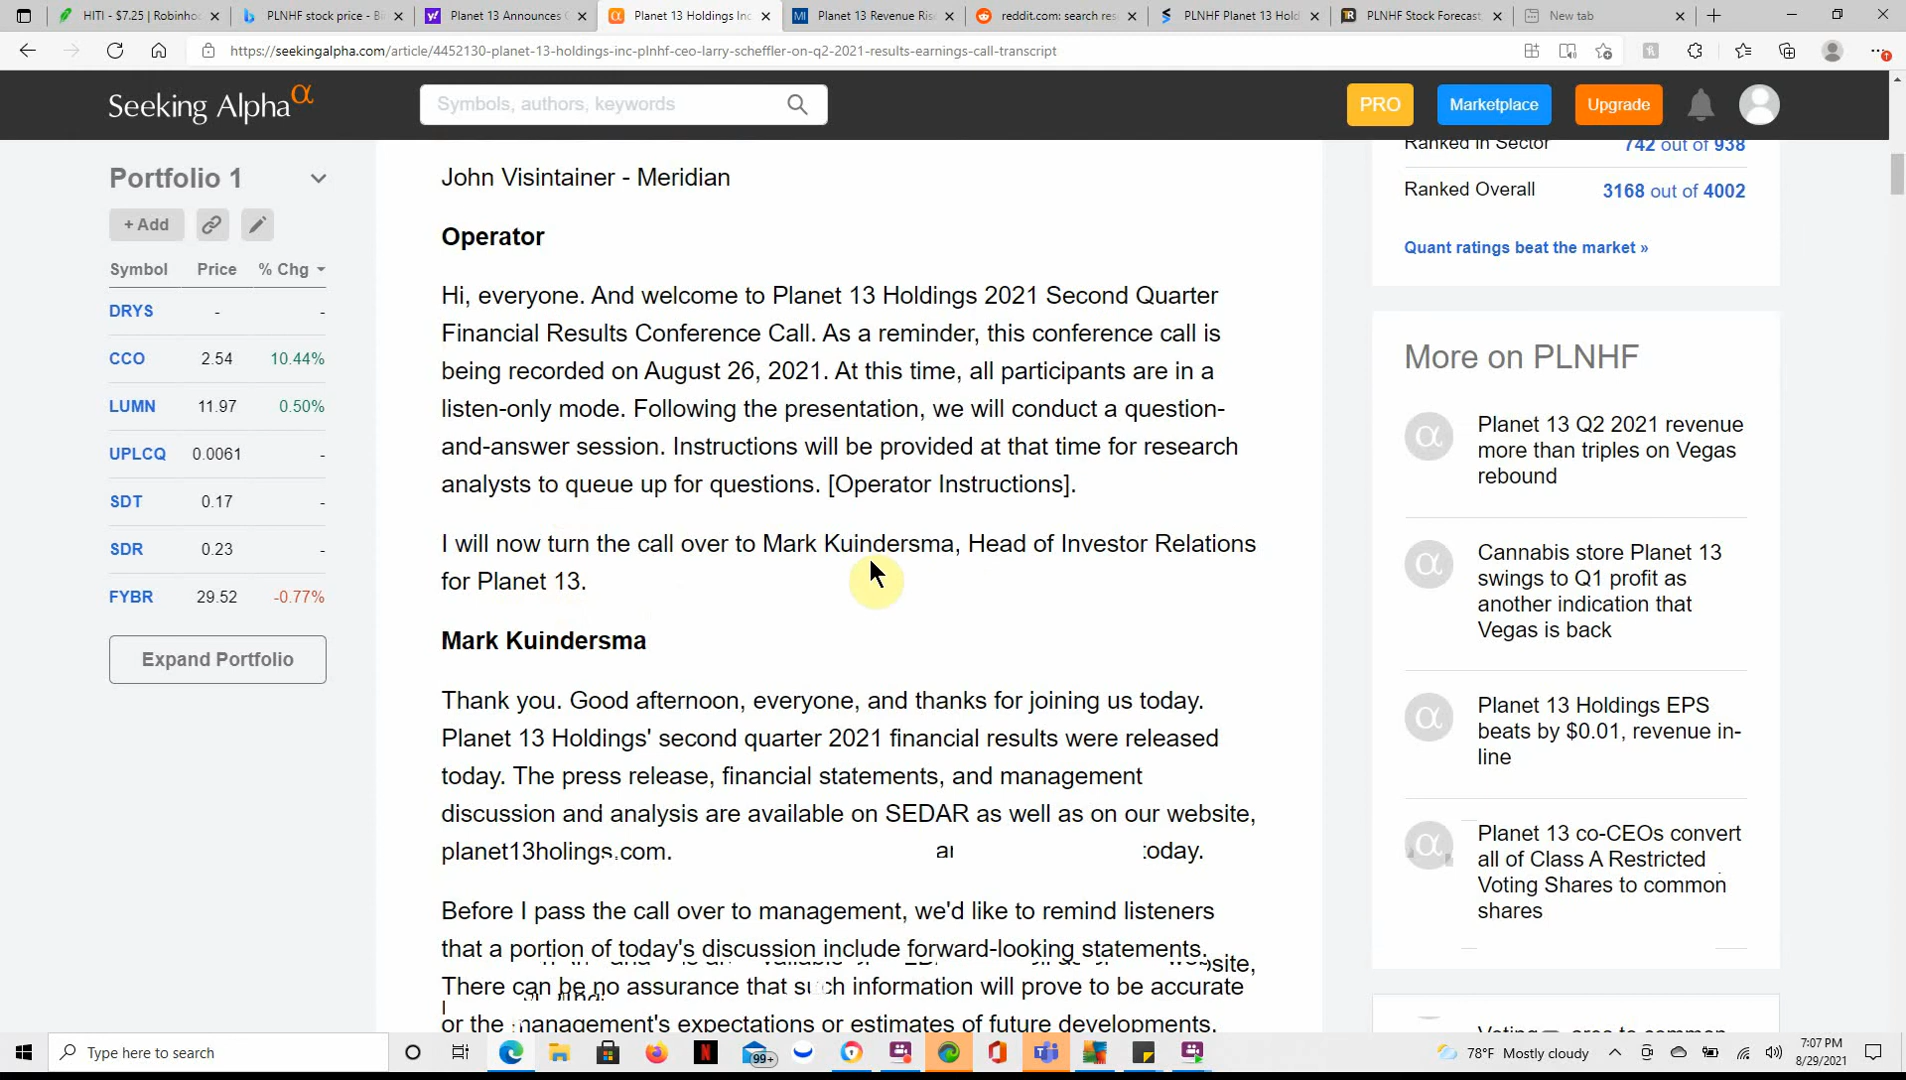 HITI - $7.25 | Robinho
PLNHF stock price - Bi
Planet 13 Announces
Planet 13 Holdings Inc
Planet 13 Revenue Ris
reddit.com: search res
PLNHF Planet 13 Hold
PLNHF Stock Forecast,
New tab
https://seekingalpha.com/article/4452130-planet-13-holdings-inc-plnhf-ceo-larry-scheffler-on-q2-2021-results-earnings-call-transcript
Seeking Alpha α
Symbols, authors, keywords
PRO
Marketplace
Upgrade
Portfolio 1
+ Add
Symbol Price % Chg
DRYS - -
CCO 2.54 10.44%
LUMN 11.97 0.50%
UPLCQ 0.0061 -
SDT 0.17 -
SDR 0.23 -
FYBR 29.52 -0.77%
Expand Portfolio
John Visintainer - Meridian
Operator
Hi, everyone. And welcome to Planet 13 Holdings 2021 Second Quarter
Financial Results Conference Call. As a reminder, this conference call is
being recorded on August 26, 2021. At this time, all participants are in a
listen-only mode. Following the presentation, we will conduct a question-
and-answer session. Instructions will be provided at that time for research
analysts to queue up for questions. [Operator Instructions].
I will now turn the call over to Mark Kuindersma, Head of Investor Relations
for Planet 13.
Mark Kuindersma
Thank you. Good afternoon, everyone, and thanks for joining us today.
Planet 13 Holdings' second quarter 2021 financial results were released
today. The press release, financial statements, and management
discussion and analysis are available on SEDAR as well as on our website,
planet13holings.com. today.
Before I pass the call over to management, we'd like to remind listeners
that a portion of today's discussion include forward-looking statements.
There can be no assurance that such information will prove to be accurate
or the management's expectations or estimates of future developments,
Ranked in Sector 742 out of 938
Ranked Overall 3168 out of 4002
Quant ratings beat the market »
More on PLNHF
α
Planet 13 Q2 2021 revenue
more than triples on Vegas
rebound
α
Cannabis store Planet 13
swings to Q1 profit as
another indication that
Vegas is back
α
Planet 13 Holdings EPS
beats by $0.01, revenue in-
line
α
Planet 13 co-CEOs convert
all of Class A Restricted
Voting Shares to common
shares
Type here to search
99+
78°F Mostly cloudy
7:07 PM
8/29/2021